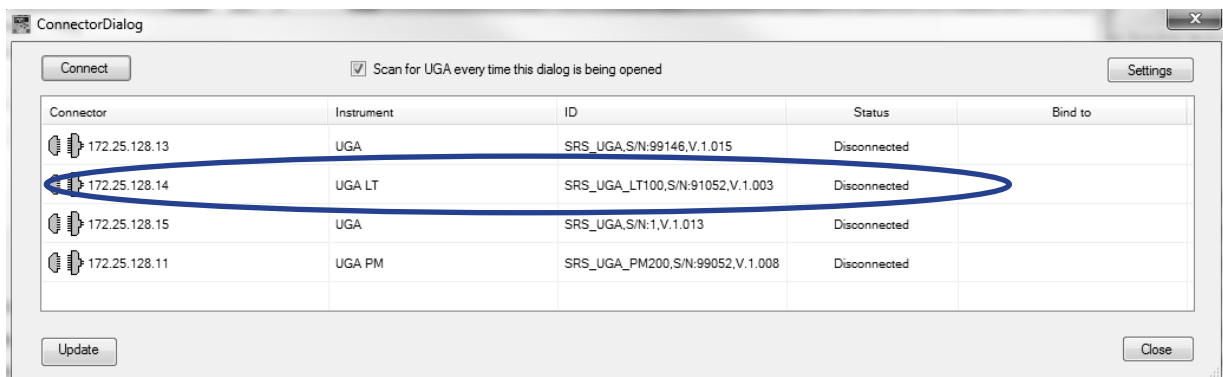 ConnectorDialog
Connect Scan for UGA every time this dialog is being opened Settings
Connector Instrument ID Status Bind to
172.25.128.13 UGA SRS_UGA,S/N:99146,V.1.015 Disconnected
172.25.128.14 UGA LT SRS_UGA_LT100,S/N:91052,V.1.003 Disconnected
172.25.128.15 UGA SRS_UGA,S/N:1,V.1.013 Disconnected
172.25.128.11 UGA PM SRS_UGA_PM200,S/N:99052,V.1.008 Disconnected
Update Close